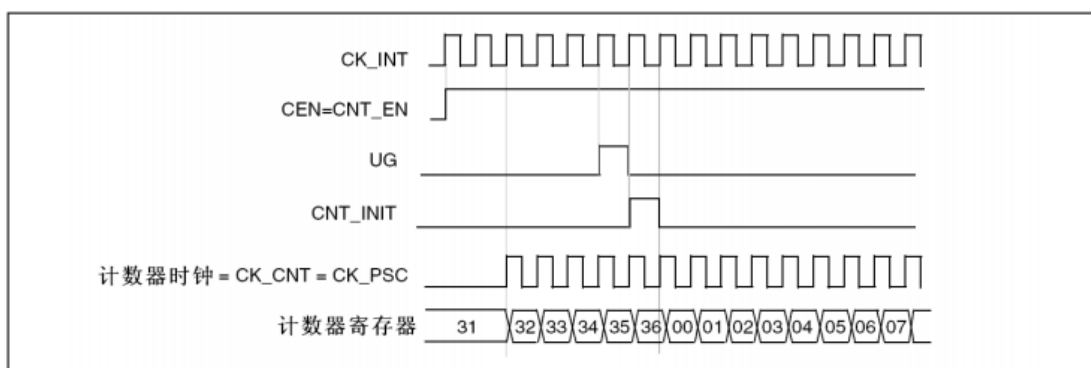 CK_INT
CEN=CNT_EN
UG
CNT_INIT
计数器时钟 = CK_CNT = CK_PSC
计数器寄存器 31 32 33 34 35 36 00 01 02 03 04 05 06 07